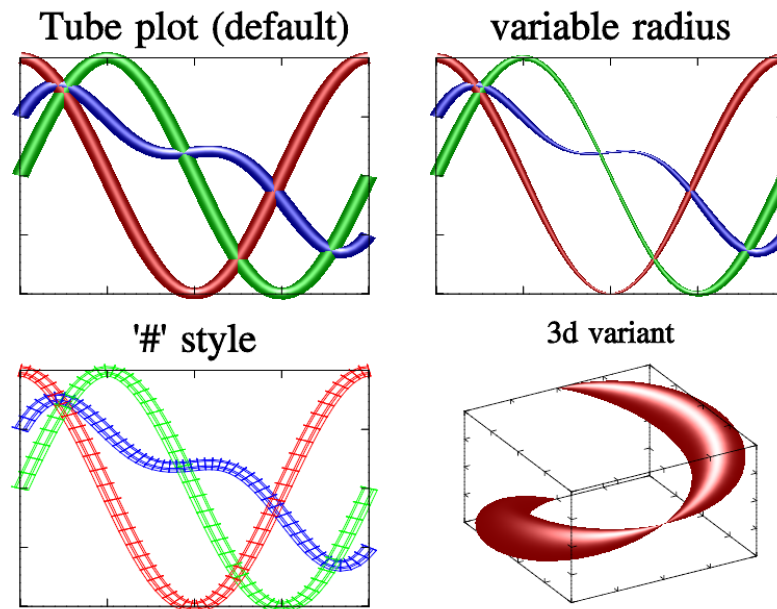 Tube plot (default)
variable radius
'#' style
3d variant